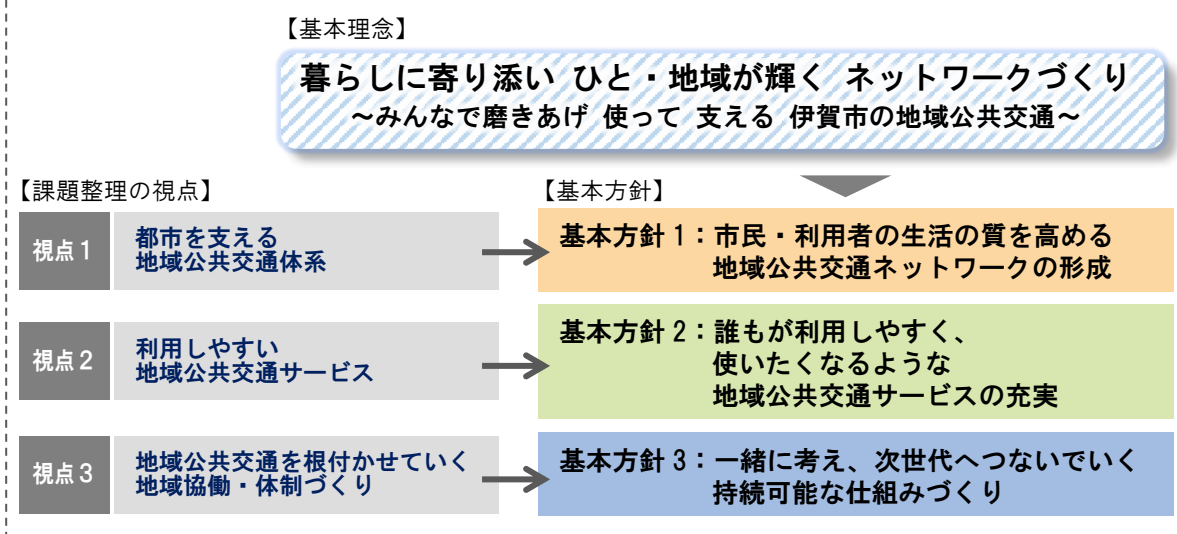 【基本理念】
暮らしに寄り添い ひと・地域が輝く ネットワークづくり
～みんなで磨きあげ 使って 支える 伊賀市の地域公共交通～
【課題整理の視点】
【基本方針】
視点１
都市を支える
地域公共交通体系
基本方針１：市民・利用者の生活の質を高める
地域公共交通ネットワークの形成
視点２
利用しやすい
地域公共交通サービス
基本方針２：誰もが利用しやすく、
使いたくなるような
地域公共交通サービスの充実
視点３
地域公共交通を根付かせていく
地域協働・体制づくり
基本方針３：一緒に考え、次世代へつないでいく
持続可能な仕組みづくり